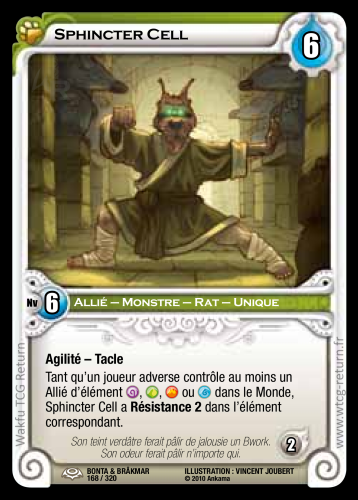 Sphincter Cell
6
Nv 6 Allié – Monstre – Rat – Unique
Agilité – Tacle
Tant qu'un joueur adverse contrôle au moins un
Allié d'élément , , ou dans le Monde,
Sphincter Cell a Résistance 2 dans l'élément
correspondant.
Son teint verdâtre ferait pâlir de jalousie un Bwork.
Son odeur ferait pâlir n'importe qui.
2
BONTA & BRÂKMAR
168 / 320
ILLUSTRATION : VINCENT JOUBERT
© 2010 Ankama
Wakfu TCG Return
www.wtcg-return.fr